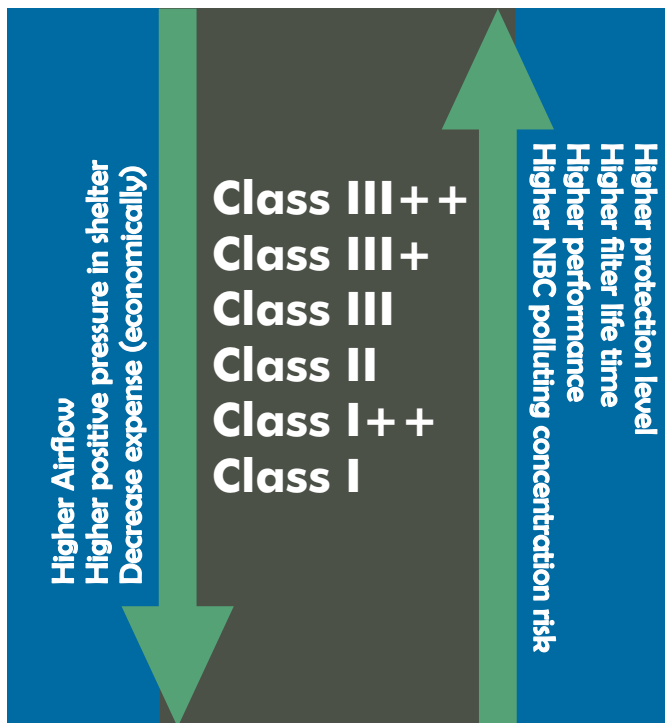 Higher Airflow
Higher positive pressure in shelter
Decrease expense (economically)
Class III++
Class III+
Class III
Class II
Class I++
Class I
Higher protection level
Higher filter life time
Higher performance
Higher NBC polluting concentration risk